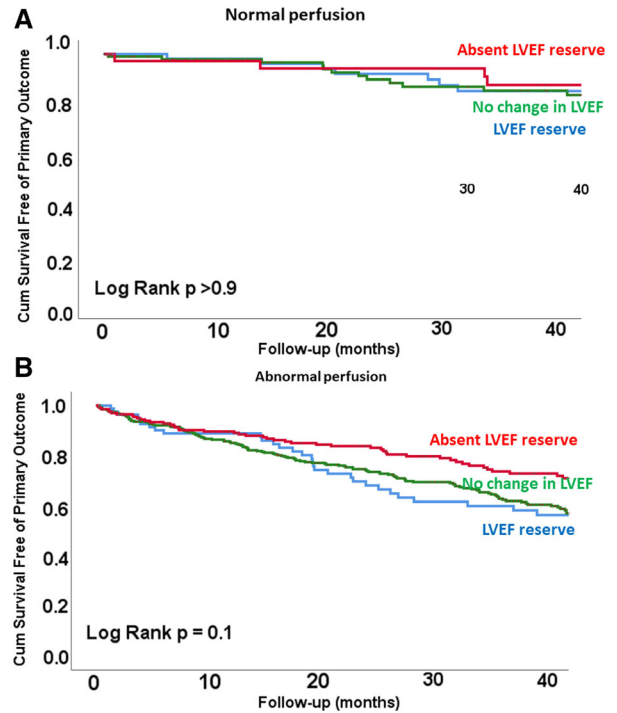 A
Normal perfusion
Cum Survival Free of Primary Outcome
1.0
0.8
0.6
0.4
0.2
0.0
Absent LVEF reserve
No change in LVEF
LVEF reserve
30 40
Log Rank p >0.9
0 10 20 30 40
Follow-up (months)
B
Abnormal perfusion
Cum Survival Free of Primary Outcome
1.0
0.8
0.6
0.4
0.2
0.0
Absent LVEF reserve
No change in LVEF
LVEF reserve
Log Rank p = 0.1
0 10 20 30 40
Follow-up (months)